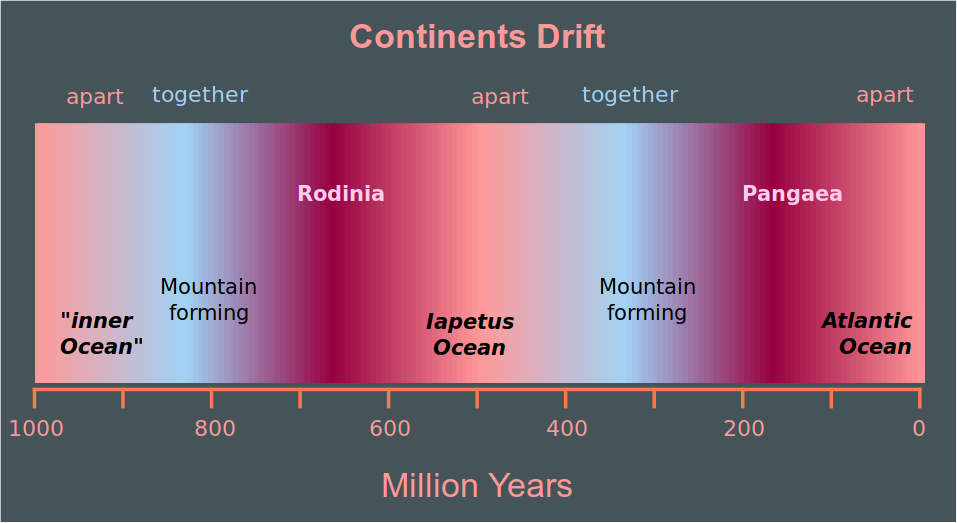 Continents Drift
apart together apart together apart
Rodinia Pangaea
Mountain Mountain
forming forming
"inner Iapetus Atlantic
Ocean" Ocean Ocean
1000 800 600 400 200 0
Million Years